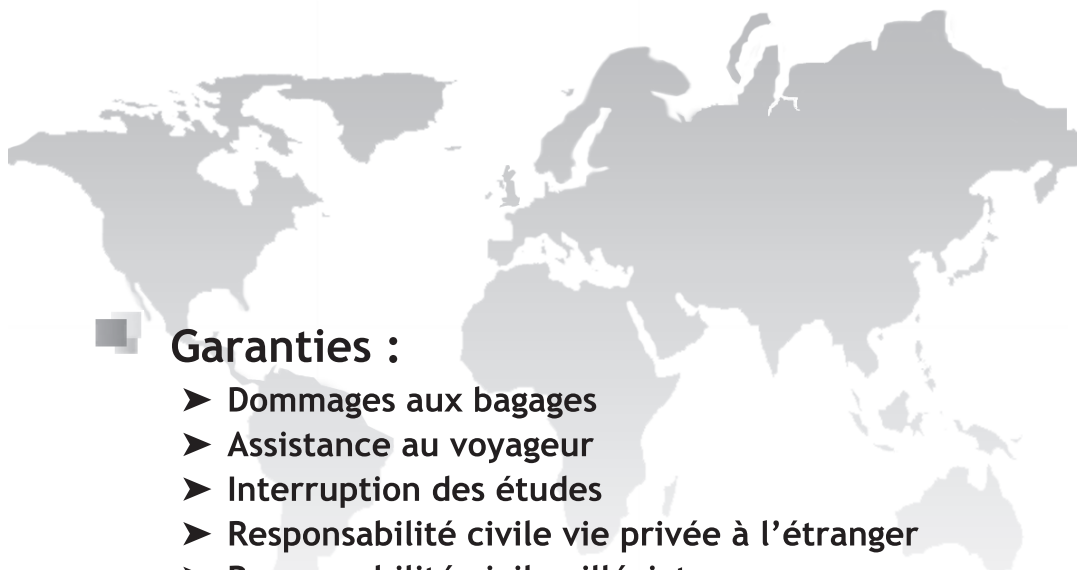 Garanties :
➤ Dommages aux bagages
➤ Assistance au voyageur
➤ Interruption des études
➤ Responsabilité civile vie privée à l’étranger